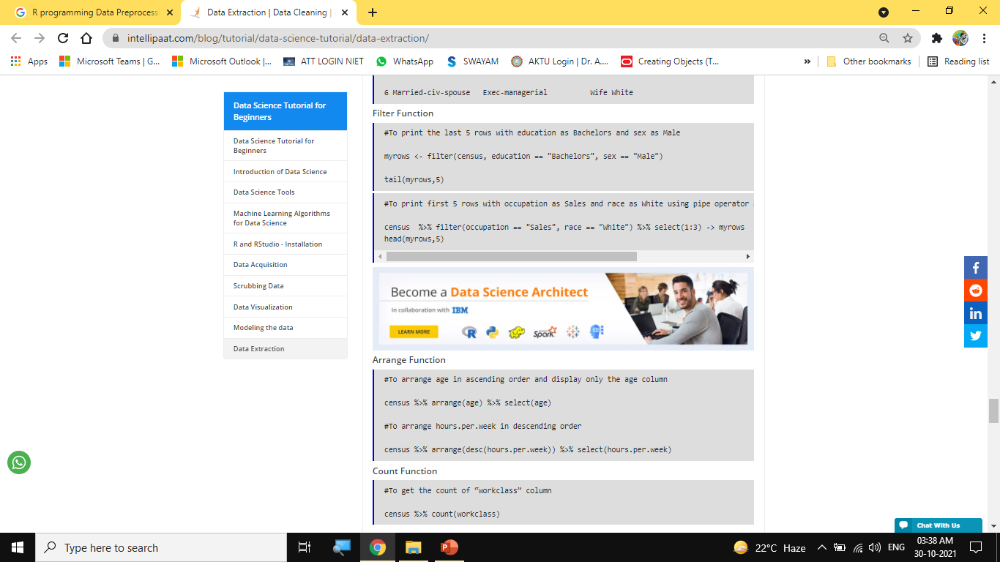 R programming Data Preprocess
Data Extraction | Data Cleaning |
intellipaat.com/blog/tutorial/data-science-tutorial/data-extraction/
Apps
Microsoft Teams | G...
Microsoft Outlook |...
ATT LOGIN NIET
WhatsApp
SWAYAM
AKTU Login | Dr. A....
Creating Objects (T...
»
Other bookmarks
Reading list
Data Science Tutorial for
Beginners
Data Science Tutorial for
Beginners
Introduction of Data Science
Data Science Tools
Machine Learning Algorithms
for Data Science
R and RStudio - Installation
Data Acquisition
Scrubbing Data
Data Visualization
Modeling the data
Data Extraction
6 Married-civ-spouse Exec-managerial Wife White
Filter Function
#To print the last 5 rows with education as Bachelors and sex as Male
myrows <- filter(census, education == "Bachelors", sex == "Male")
tail(myrows,5)
#To print first 5 rows with occupation as Sales and race as White using pipe operator
census %>% filter(occupation == "Sales", race == "White") %>% select(1:3) -> myrows
head(myrows,5)
Become a Data Science Architect
In collaboration with IBM
LEARN MORE
R
Spark
Arrange Function
#To arrange age in ascending order and display only the age column
census %>% arrange(age) %>% select(age)
#To arrange hours.per.week in descending order
census %>% arrange(desc(hours.per.week)) %>% select(hours.per.week)
Count Function
#To get the count of “workclass” column
census %>% count(workclass)
f
in
Chat With Us
Type here to search
22°C Haze
ENG
03:38 AM
30-10-2021